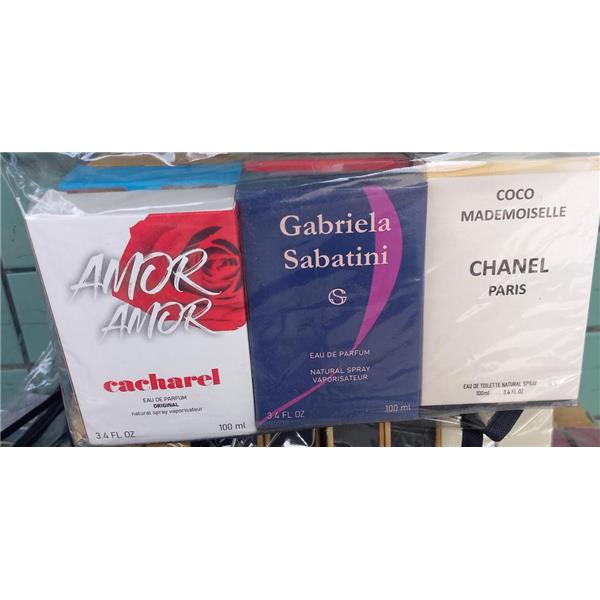 AMOR
AMOR
cacharel
EAU DE PARFUM
ORIGINAL
natural spray vaporisateur
3.4 FL OZ
100 ml
Gabriela
Sabatini
EAU DE PARFUM
NATURAL SPRAY
VAPORISATEUR
3.4 FL OZ
100 ml
COCO
MADEMOISELLE
CHANEL
PARIS
EAU DE TOILETTE NATURAL SPRAY
100ml 3.4 FL OZ